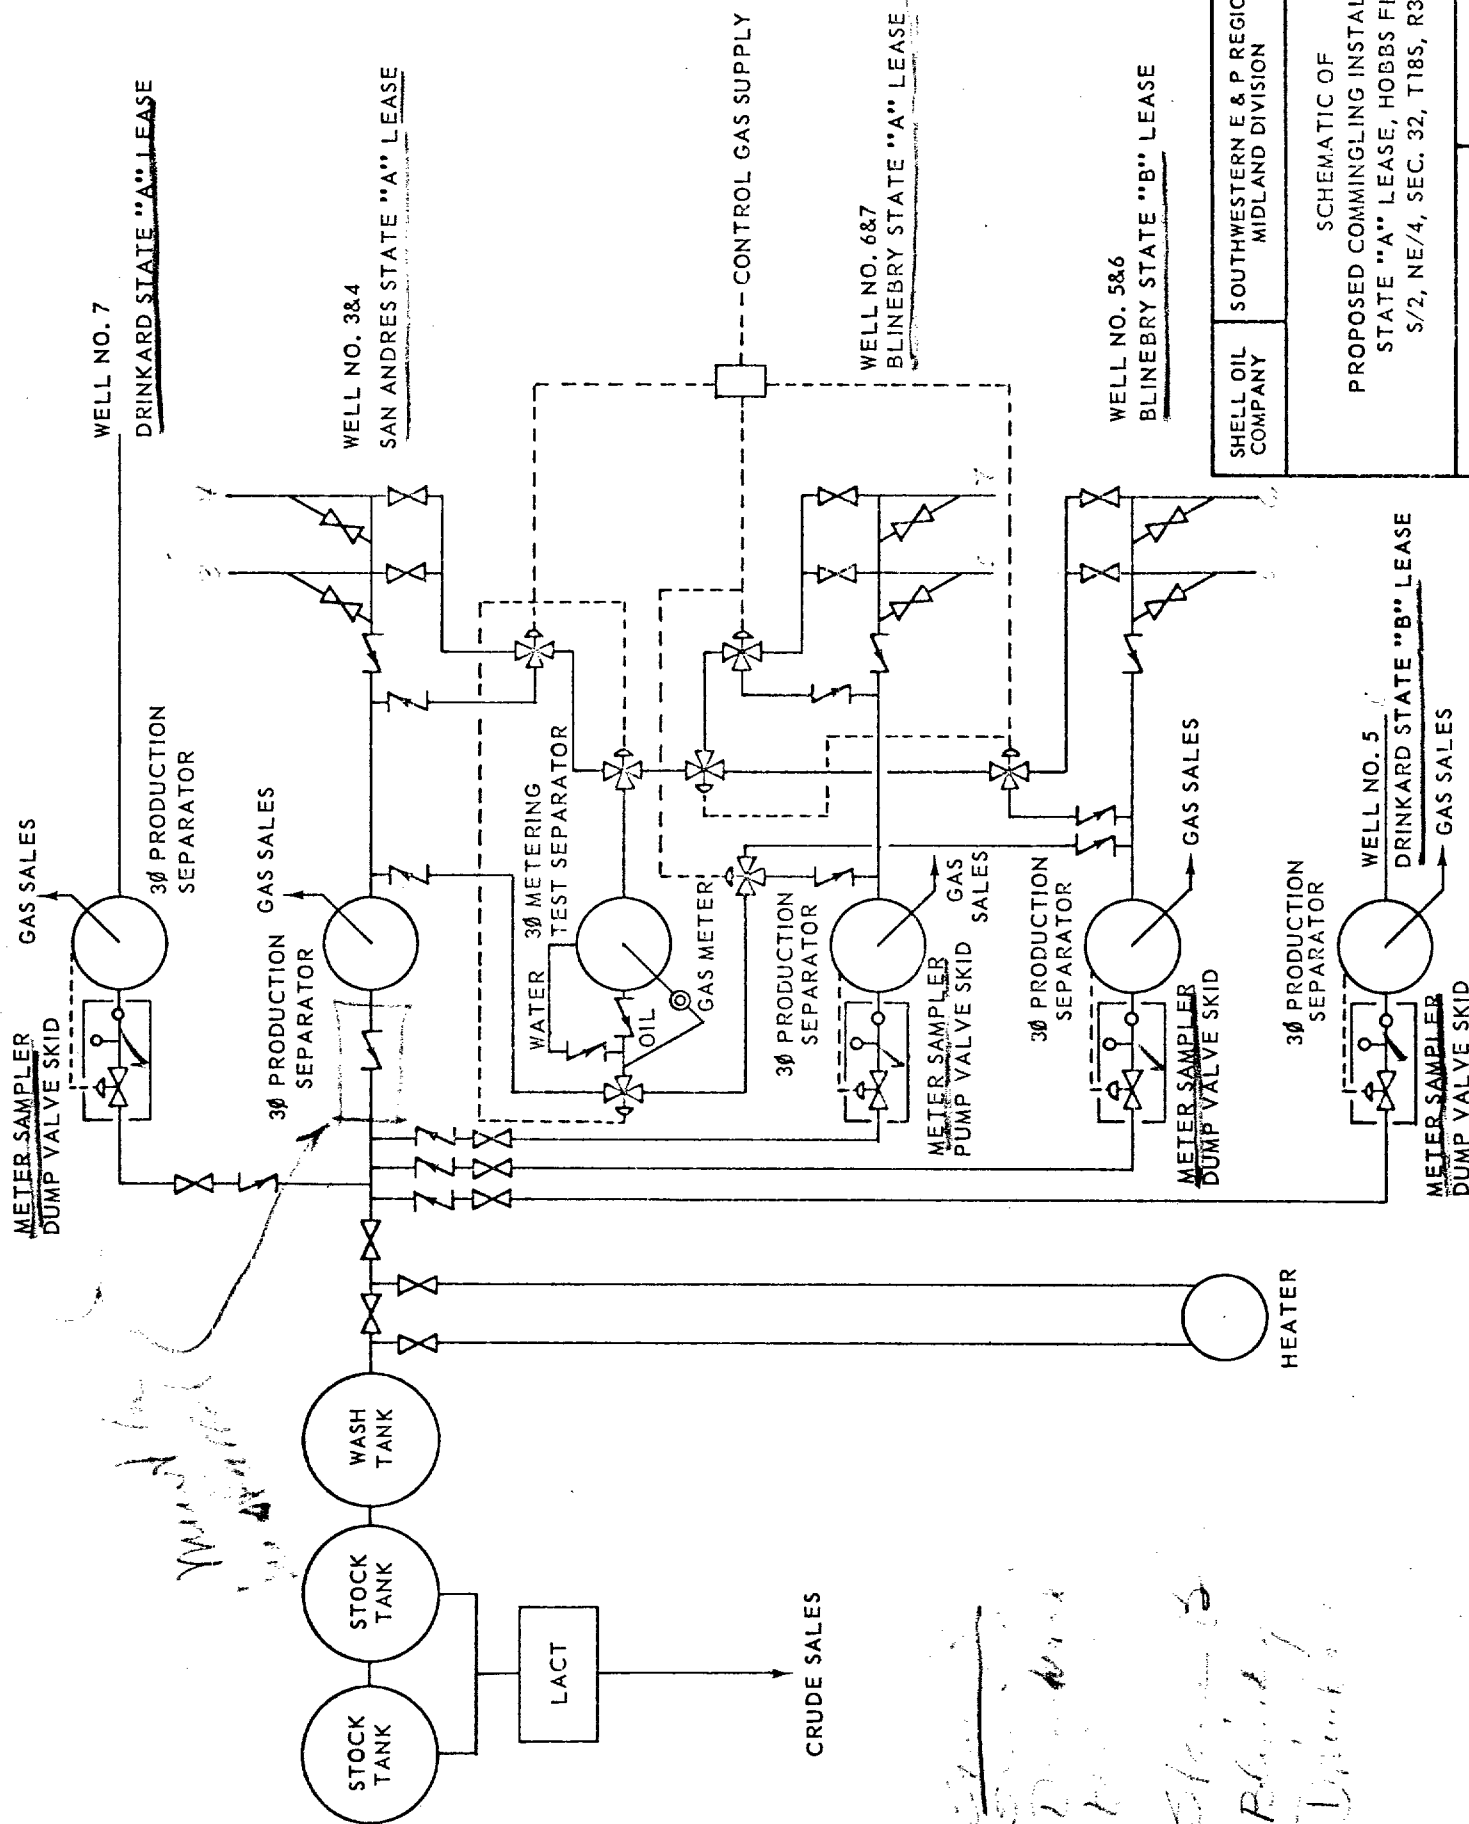 WELL NO. 7
DRINKARD STATE "A" LEASE
GAS SALES
3Ø PRODUCTION
SEPARATOR
METER SAMPLER
DUMP VALVE SKID
WELL NO. 3&4
SAN ANDRES STATE "A" LEASE
GAS SALES
3Ø PRODUCTION
SEPARATOR
CONTROL GAS SUPPLY
3Ø METERING
TEST SEPARATOR
WATER
OIL
GAS METER
WELL NO. 6&7
BLINEBRY STATE "A" LEASE
3Ø PRODUCTION
SEPARATOR
GAS
SALES
METER SAMPLER
PUMP VALVE SKID
WELL NO. 5&6
BLINEBRY STATE "B" LEASE
3Ø PRODUCTION
SEPARATOR
GAS SALES
METER SAMPLER
DUMP VALVE SKID
WELL NO. 5
DRINKARD STATE "B" LEASE
GAS SALES
3Ø PRODUCTION
SEPARATOR
METER SAMPLER
DUMP VALVE SKID
HEATER
WASH
TANK
STOCK
TANK
STOCK
TANK
LACT
CRUDE SALES
Must
SHELL OIL
COMPANY
SOUTHWESTERN E & P REGIO
MIDLAND DIVISION
SCHEMATIC OF
PROPOSED COMMINGLING INSTAL
STATE "A" LEASE, HOBBS FI
S/2, NE/4, SEC. 32, T18S, R3